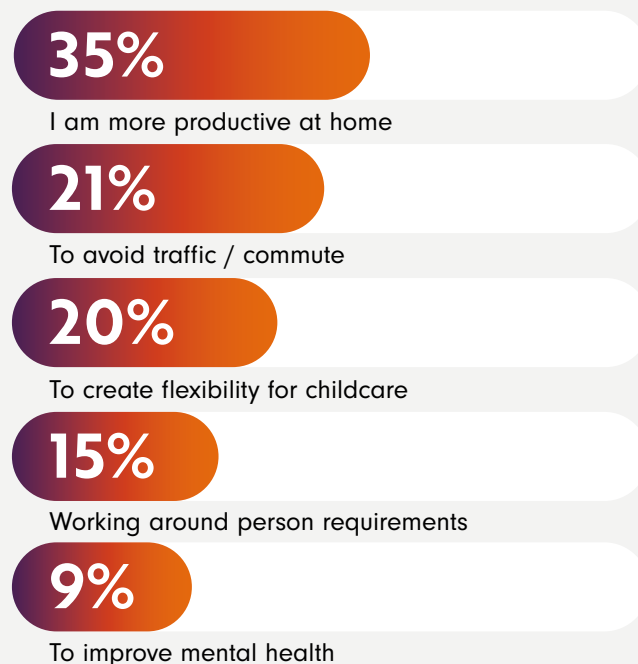 35%
I am more productive at home
21%
To avoid traffic / commute
20%
To create flexibility for childcare
15%
Working around person requirements
9%
To improve mental health